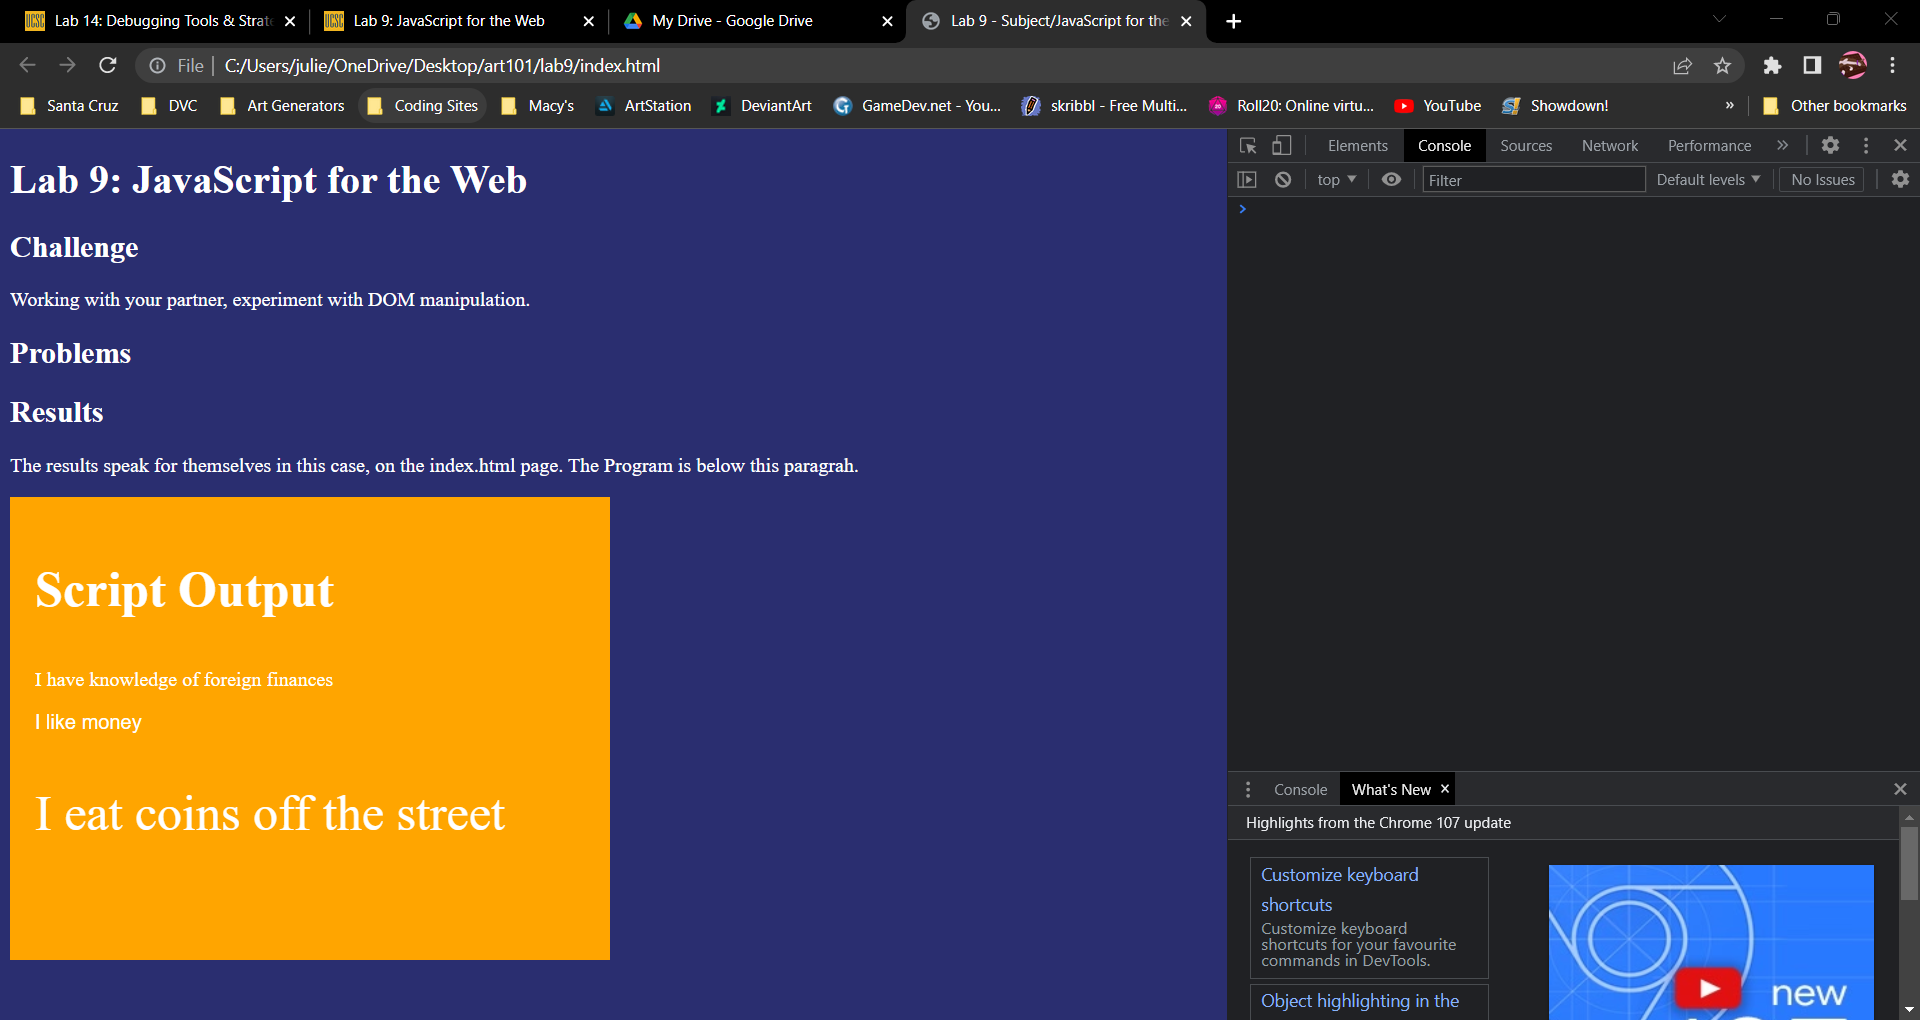 Lab 14: Debugging Tools & Strate
Lab 9: JavaScript for the Web
My Drive - Google Drive
Lab 9 - Subject/JavaScript for the
File
C:/Users/julie/OneDrive/Desktop/art101/lab9/index.html
Santa Cruz
DVC
Art Generators
Coding Sites
Macy's
ArtStation
DeviantArt
GameDev.net - You...
skribbl - Free Multi...
Roll20: Online virtu...
YouTube
Showdown!
»
Other bookmarks
Lab 9: JavaScript for the Web
Challenge
Working with your partner, experiment with DOM manipulation.
Problems
Results
The results speak for themselves in this case, on the index.html page. The Program is below this paragrah.
Script Output
I have knowledge of foreign finances
I like money
I eat coins off the street
Elements
Console
Sources
Network
Performance
»
top
Filter
Default levels
No Issues
Console
What's New
Highlights from the Chrome 107 update
Customize keyboard
shortcuts
Customize keyboard
shortcuts for your favourite
commands in DevTools.
Object highlighting in the
new